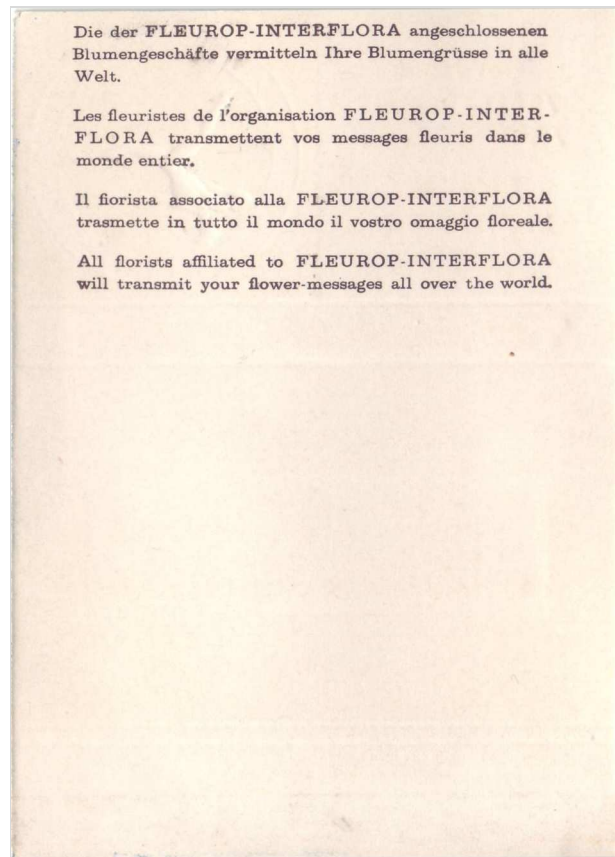 Die der FLEUROP-INTERFLORA angeschlossenen
Blumengeschäfte vermitteln Ihre Blumengrüsse in alle
Welt.
Les fleuristes de l'organisation FLEUROP-INTER-
FLORA transmettent vos messages fleuris dans le
monde entier.
Il fiorista associato alla FLEUROP-INTERFLORA
trasmette in tutto il mondo il vostro omaggio floreale.
All florists affiliated to FLEUROP-INTERFLORA
will transmit your flower-messages all over the world.